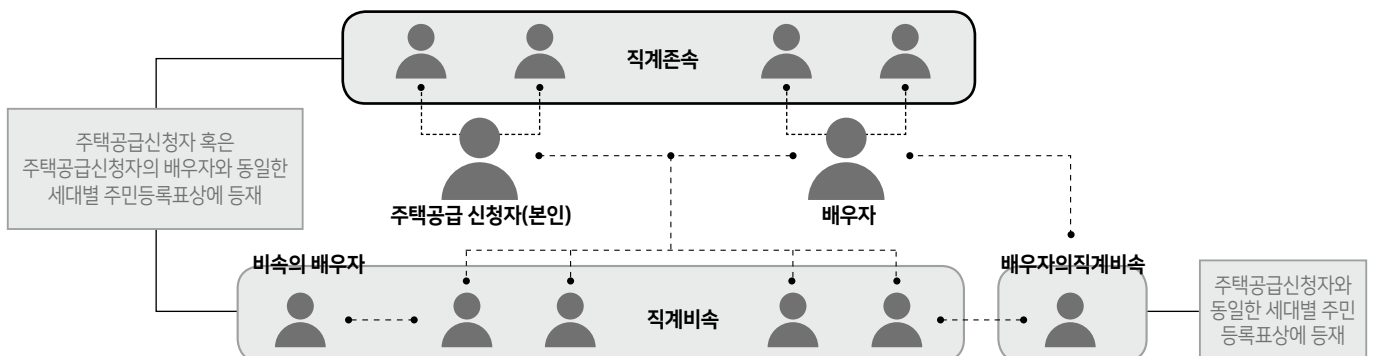 직계존속
주택공급신청자 혹은
주택공급신청자의 배우자와 동일한
세대별 주민등록표상에 등재
주택공급 신청자(본인)
배우자
비속의 배우자
배우자의직계비속
직계비속
주택공급신청자와
동일한 세대별 주민
등록표상에 등재